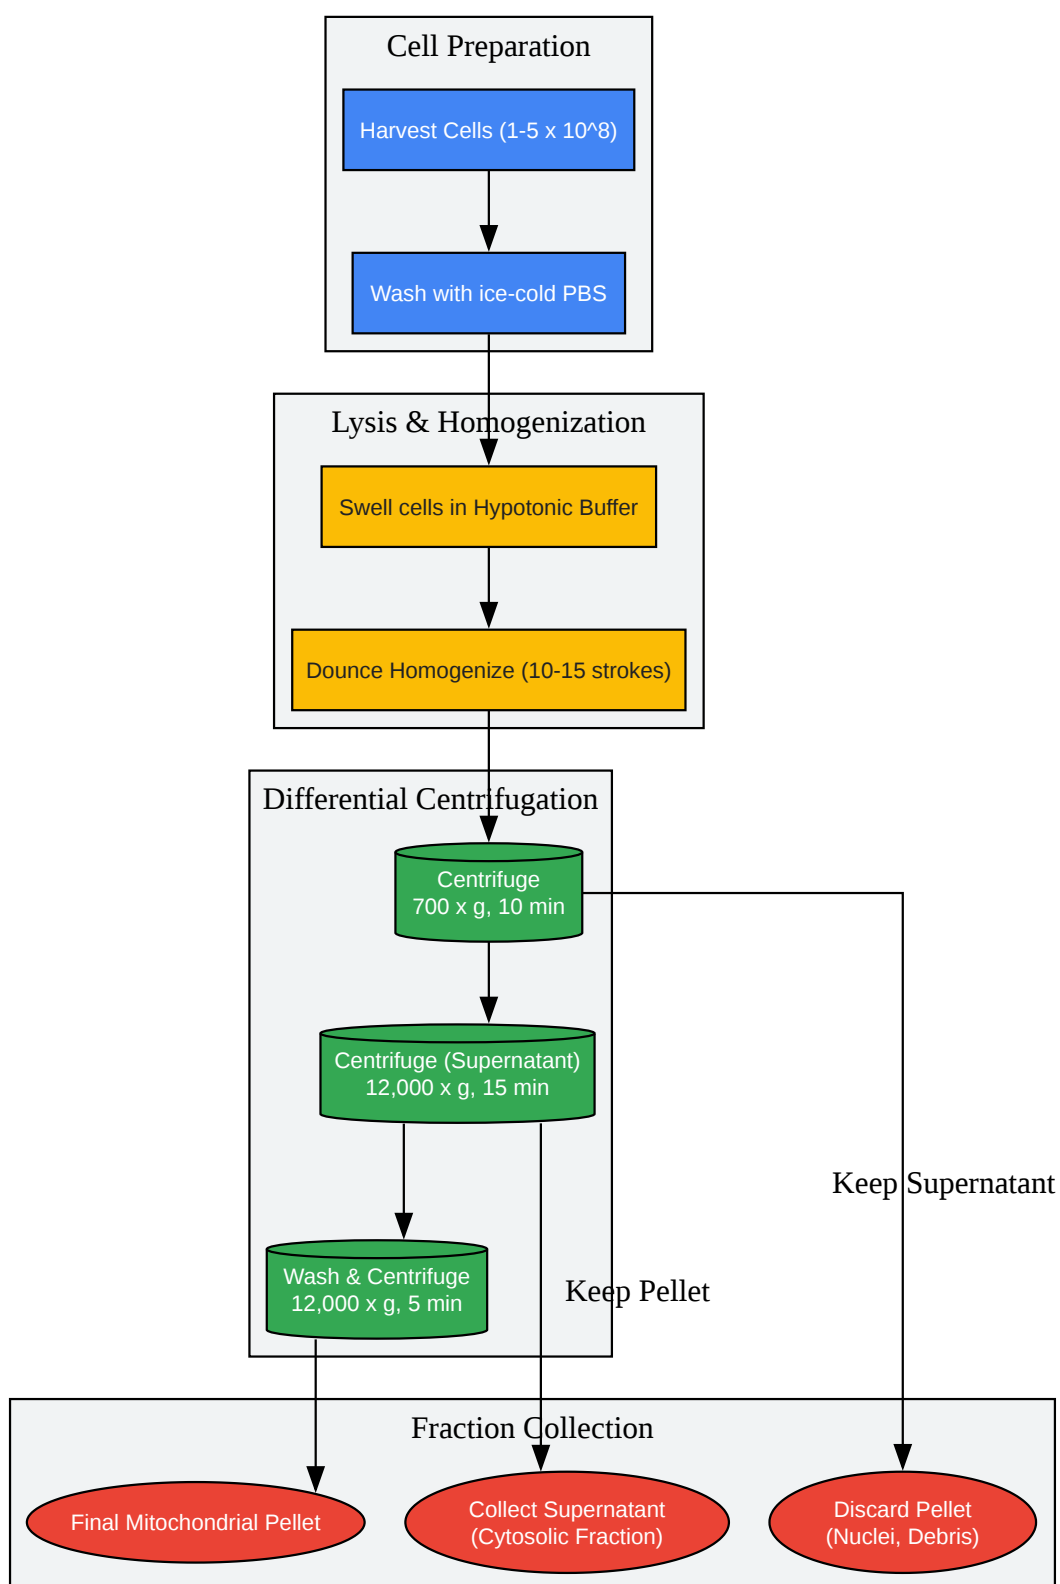 Cell Preparation
Harvest Cells (1-5 x 10^8)
Wash with ice-cold PBS
Lysis & Homogenization
Swell cells in Hypotonic Buffer
Dounce Homogenize (10-15 strokes)
Differential Centrifugation
Centrifuge
700 x g, 10 min
Centrifuge (Supernatant)
12,000 x g, 15 min
Keep Supernatant
Wash & Centrifuge
12,000 x g, 5 min
Keep Pellet
Fraction Collection
Final Mitochondrial Pellet
Collect Supernatant
(Cytosolic Fraction)
Discard Pellet
(Nuclei, Debris)